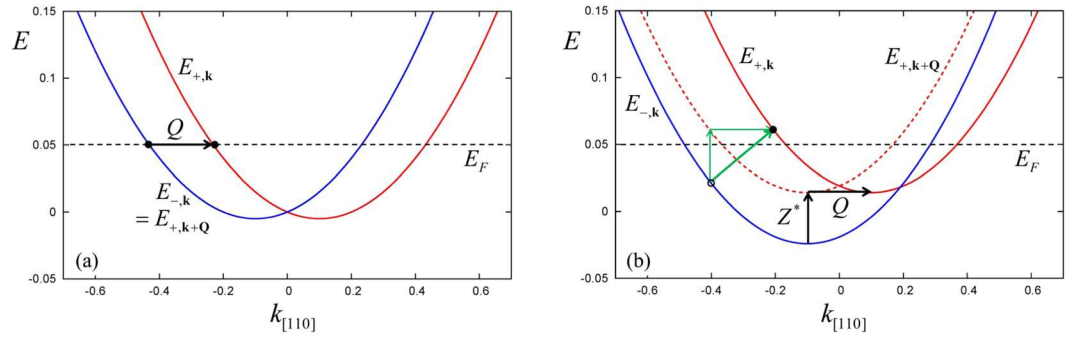 E
0.15
0.1
0.05
0
-0.05
-0.6
-0.4
-0.2
0
0.2
0.4
0.6
k[110]
E+,k
Q
EF
E−,k
= E+,k+Q
(a)
E
0.15
0.1
0.05
0
-0.05
-0.6
-0.4
-0.2
0
0.2
0.4
0.6
k[110]
E+,k
E+,k+Q
E−,k
EF
Z*
Q
(b)